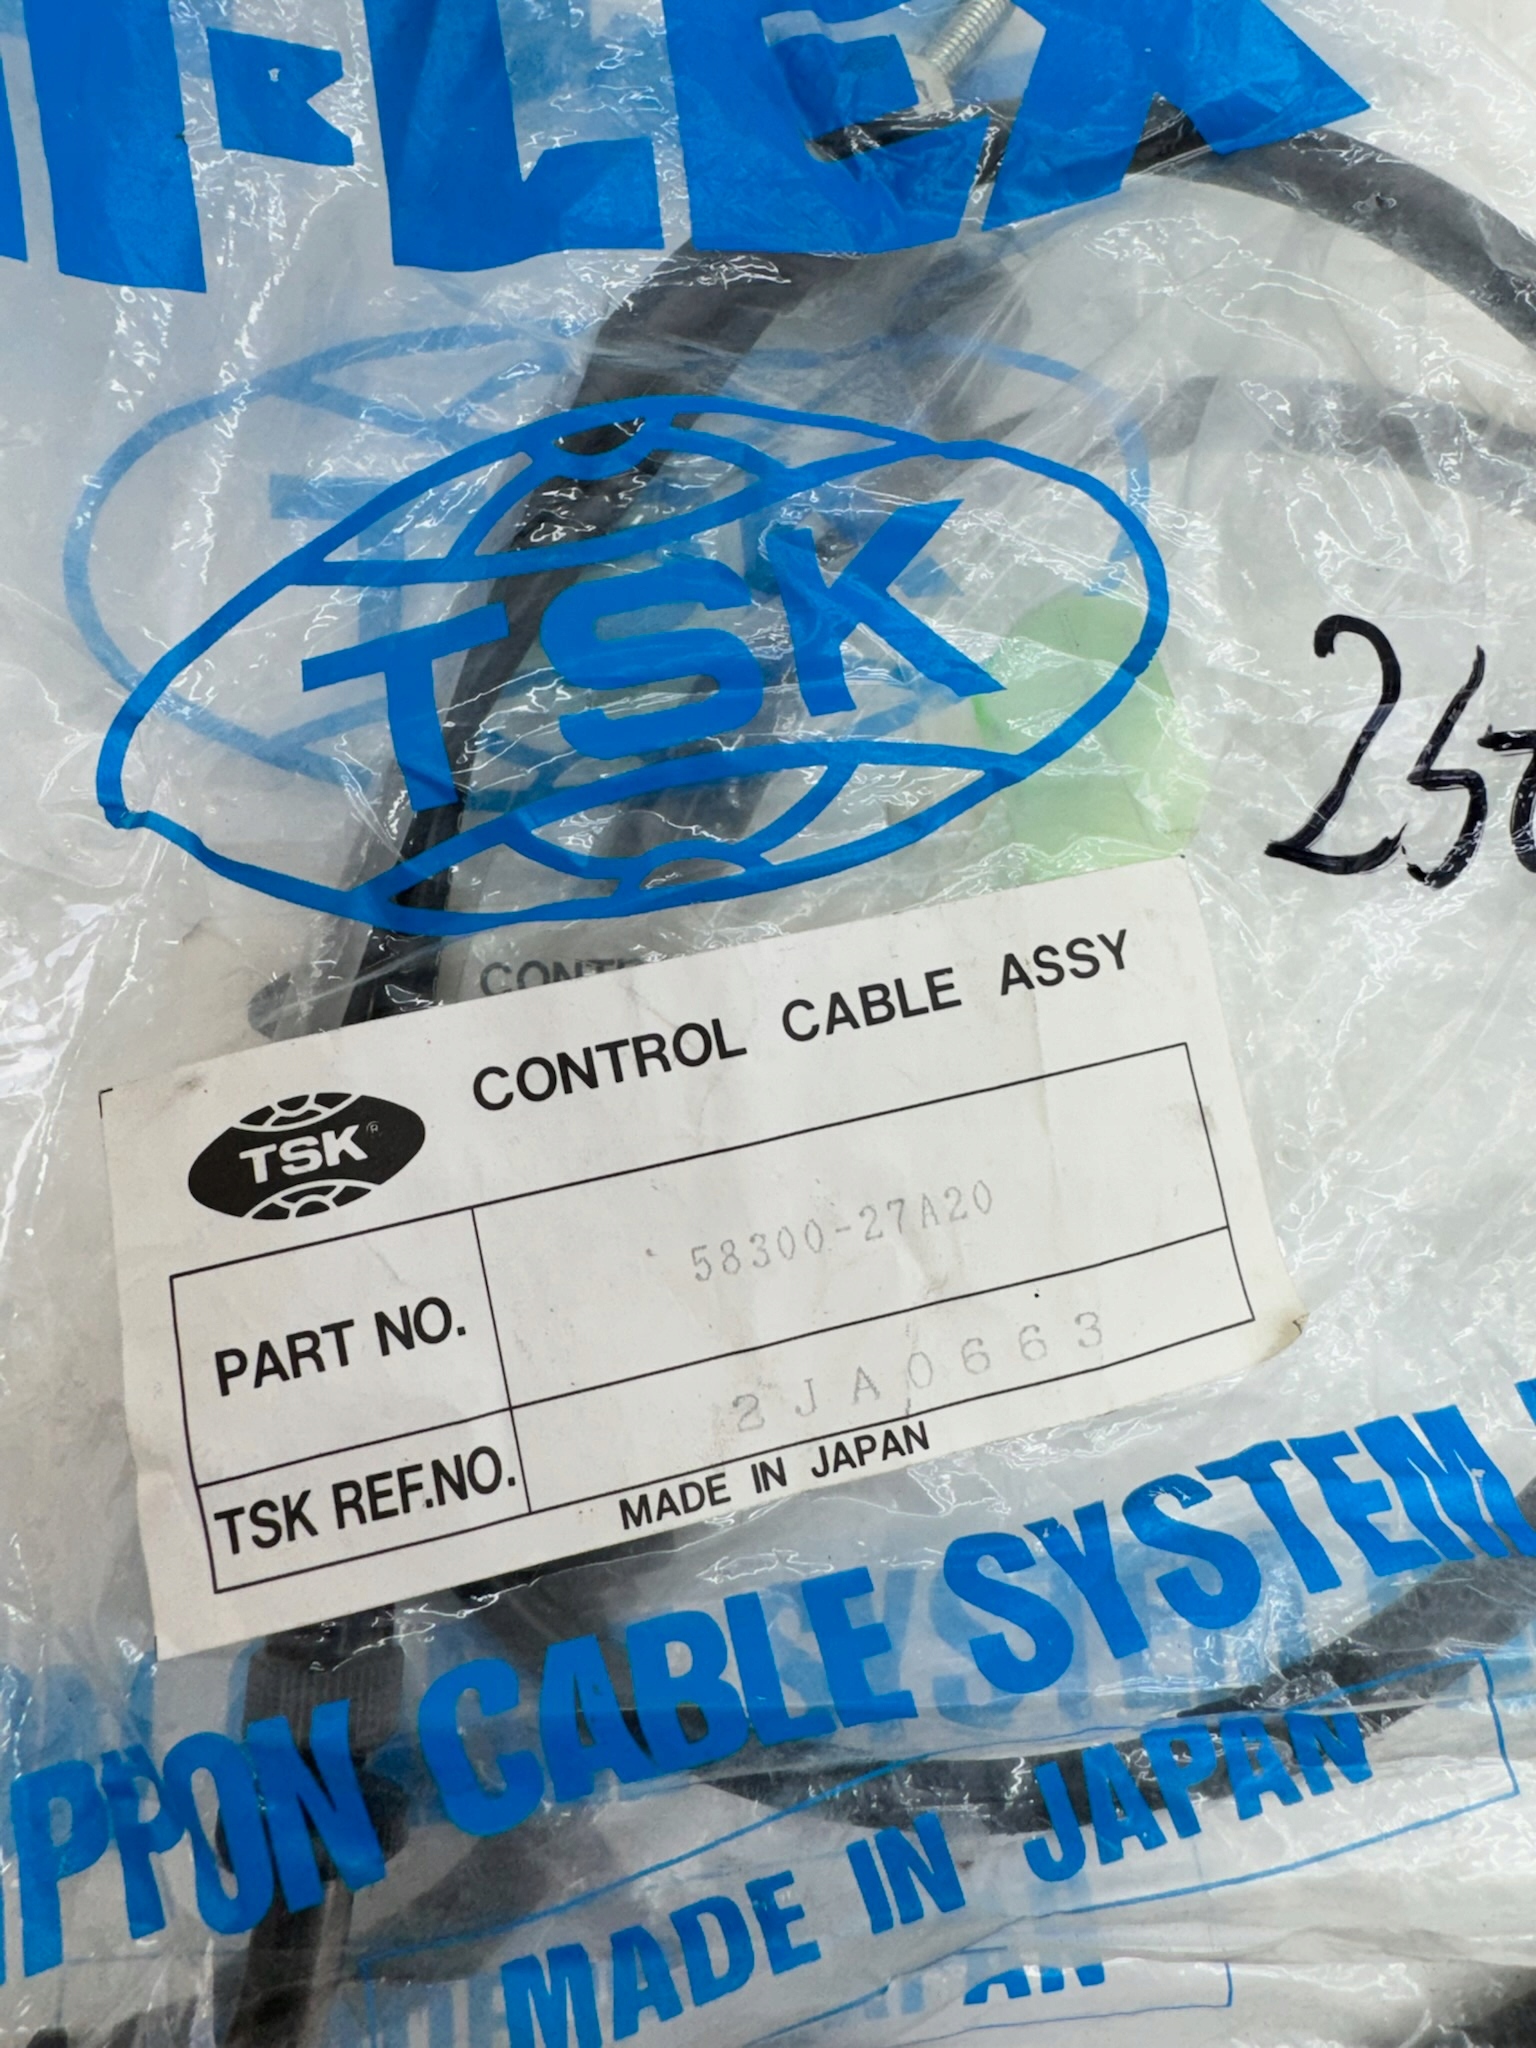 TSK
CONT
CONTROL CABLE ASSY
TSK®
PART NO. 58300-27A20
TSK REF.NO. 2JA0663
MADE IN JAPAN
CABLE SYSTEM
MADE IN JAPAN